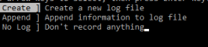 Create ] Create a new log file
Append ] Append information to log file
No Log ] Don't record anything